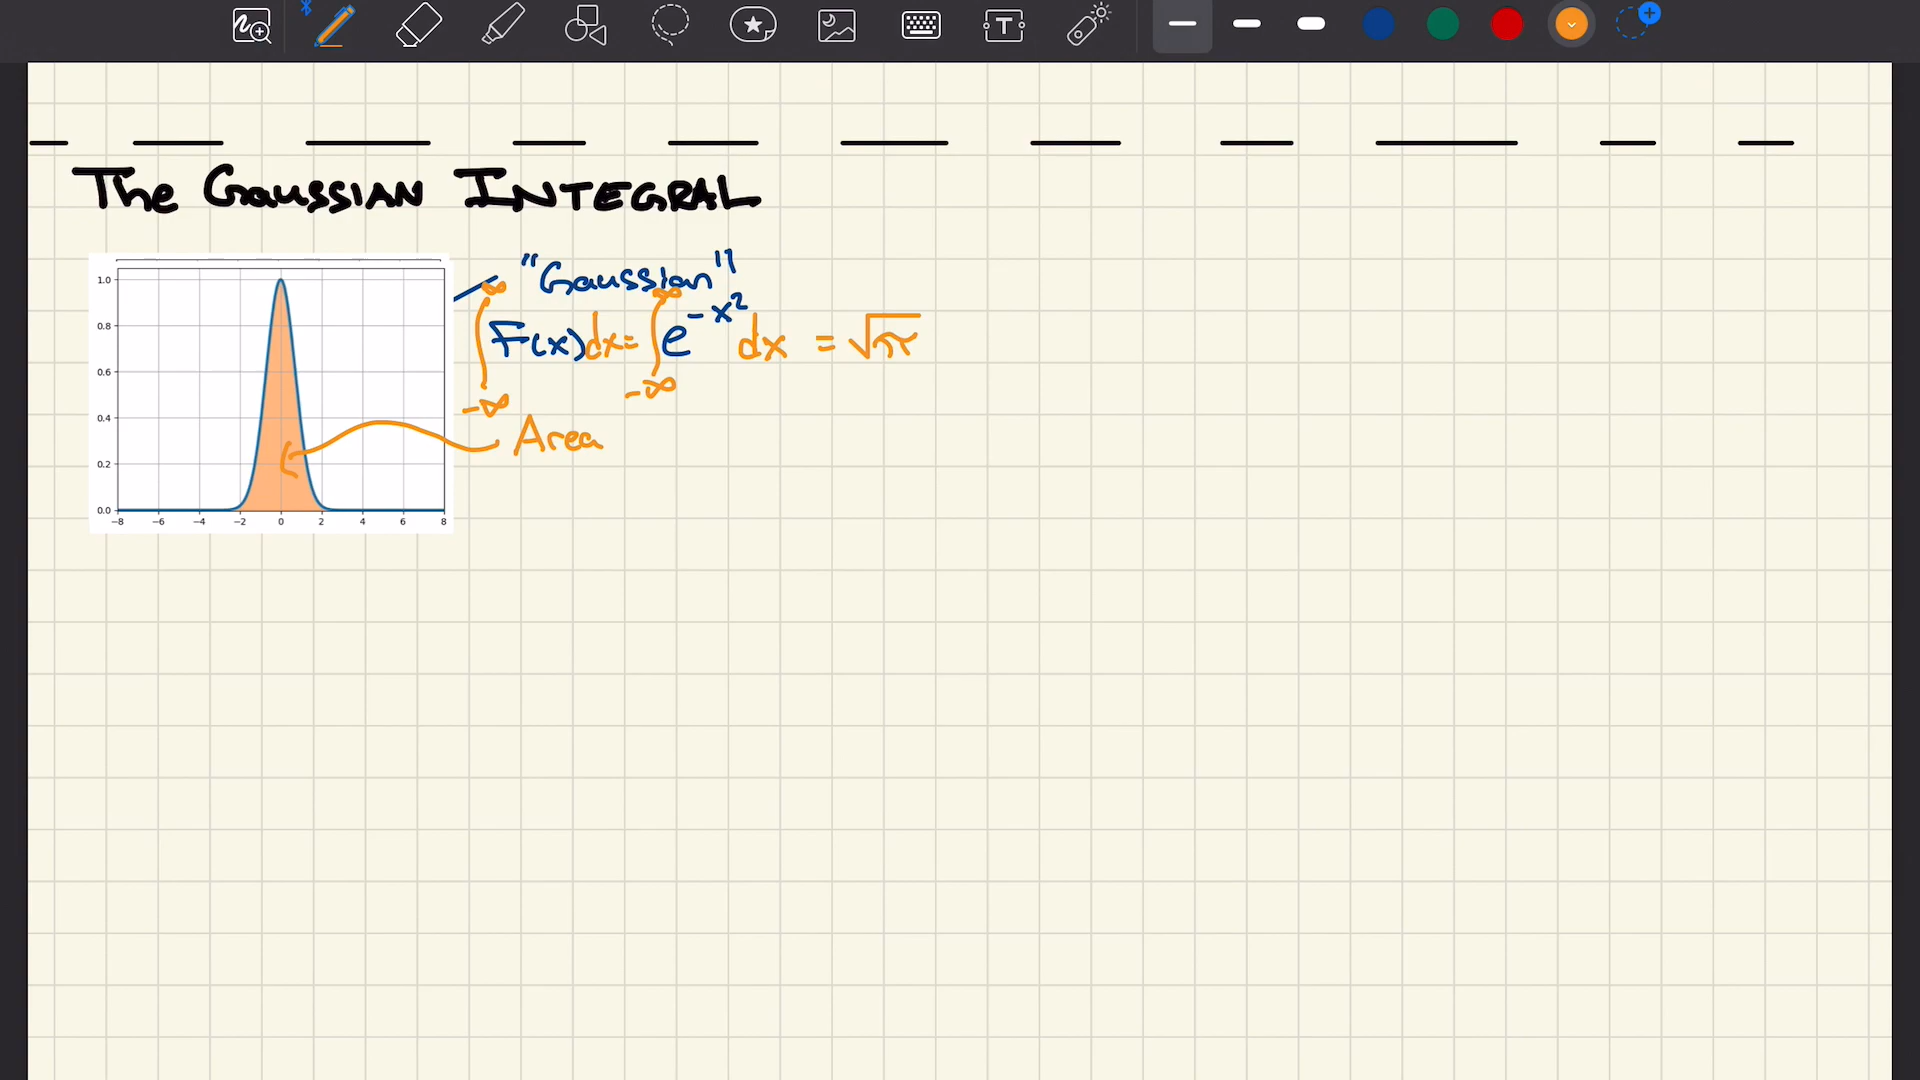 The GAUSSIAN INTEGRAL
"Gaussian"
∫_{-∞}^{∞} F(x)dx = ∫_{-∞}^{∞} e^{-x²} dx = √π
Area
1.0
0.8
0.6
0.4
0.2
0.0
−8 −6 −4 −2 0 2 4 6 8
T